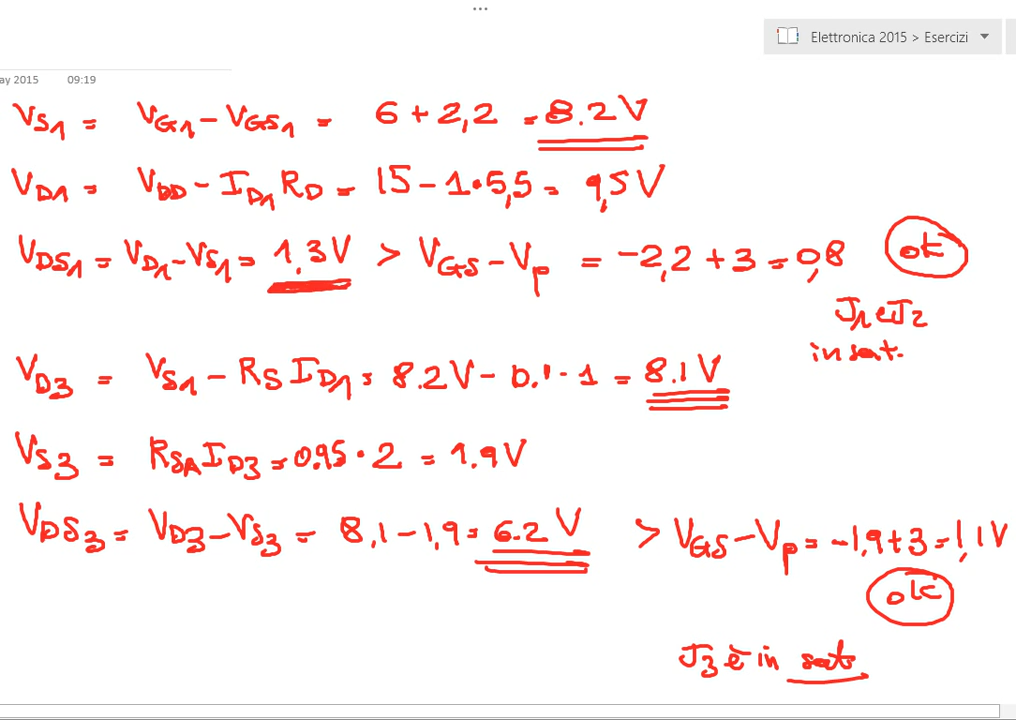 ...
Elettronica 2015 > Esercizi
ay 2015 09:19
VS1 = VG1 - VGS1 = 6 + 2,2 = 8.2 V
VD1 = VDD - ID1 RD = 15 - 1·5,5 = 9,5 V
VDS1 = VD1 - VS1 = 1,3 V > VGS - Vp = -2,2 + 3 = 0,8 ok
J1 e J2
in sat.
VD3 = VS1 - RS ID1 = 8.2 V - 0.1·1 = 8.1 V
VS3 = RSA ID3 = 0.95·2 = 1.9 V
VDS3 = VD3 - VS3 = 8,1 - 1,9 = 6.2 V > VGS - Vp = -1,9 + 3 = 1,1 V
ok
J3 è in sat.